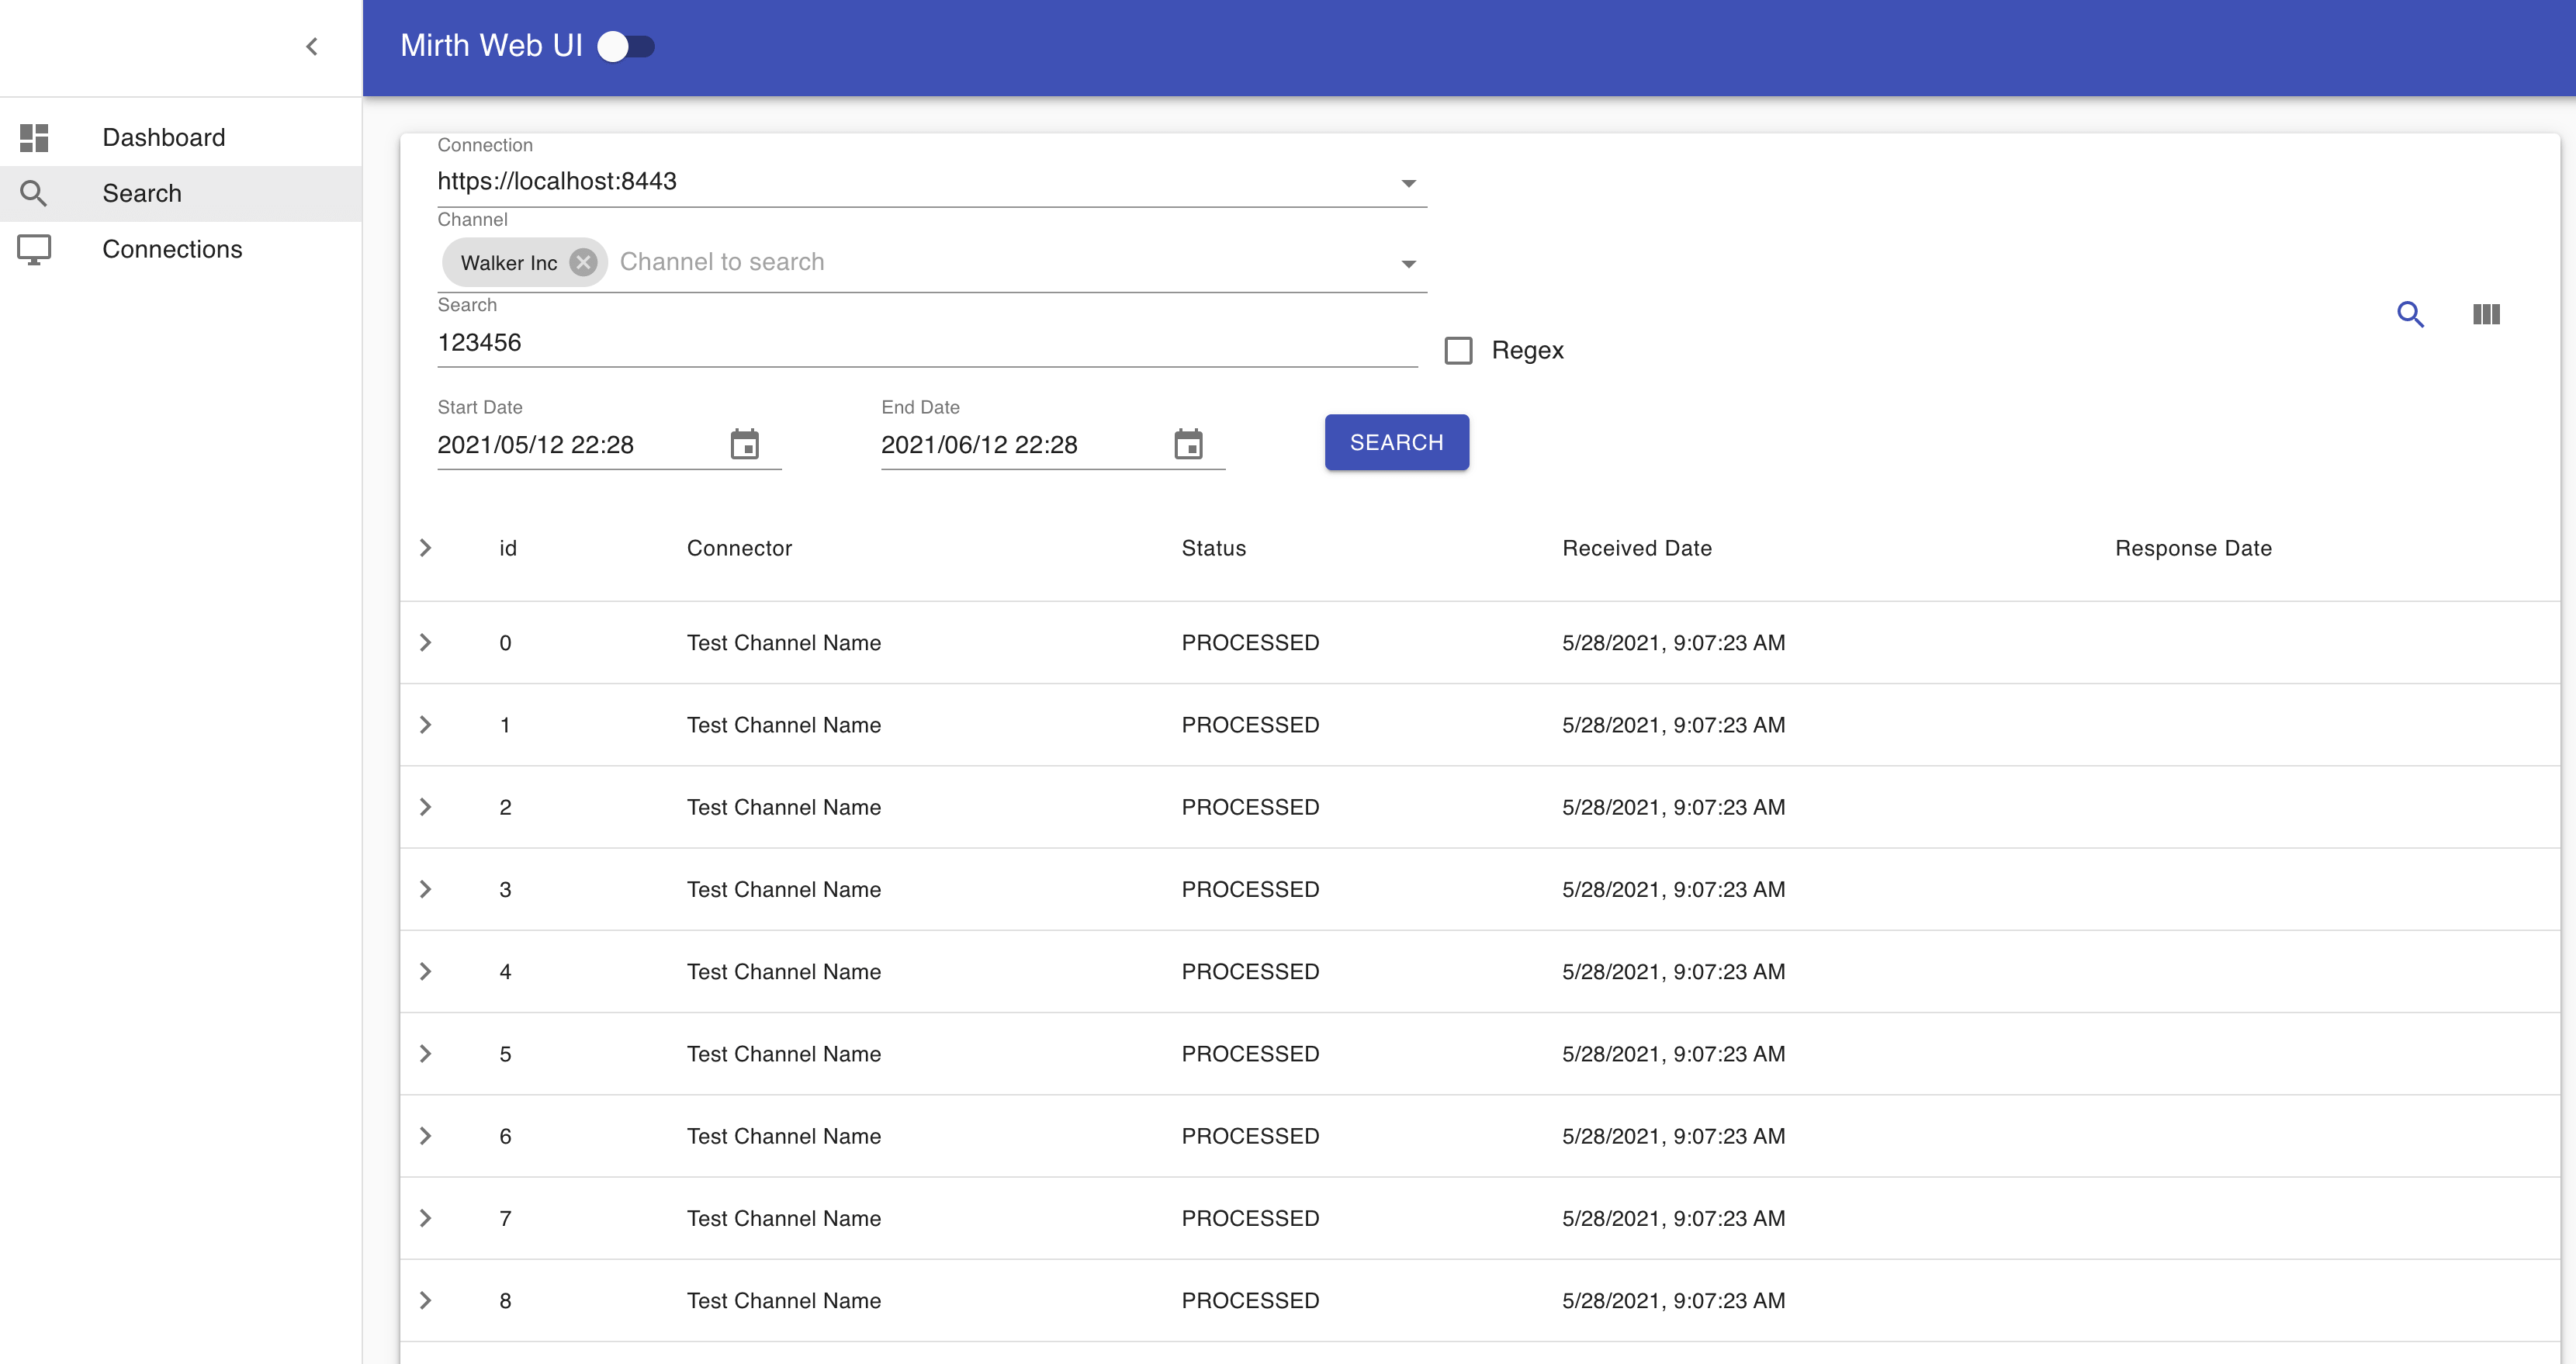 Mirth Web UI
Dashboard
Search
Connections
Connection
https://localhost:8443
Channel
Walker Inc Channel to search
Search
123456
Regex
Start Date End Date
2021/05/12 22:28 2021/06/12 22:28 SEARCH
id Connector Status Received Date Response Date
0 Test Channel Name PROCESSED 5/28/2021, 9:07:23 AM
1 Test Channel Name PROCESSED 5/28/2021, 9:07:23 AM
2 Test Channel Name PROCESSED 5/28/2021, 9:07:23 AM
3 Test Channel Name PROCESSED 5/28/2021, 9:07:23 AM
4 Test Channel Name PROCESSED 5/28/2021, 9:07:23 AM
5 Test Channel Name PROCESSED 5/28/2021, 9:07:23 AM
6 Test Channel Name PROCESSED 5/28/2021, 9:07:23 AM
7 Test Channel Name PROCESSED 5/28/2021, 9:07:23 AM
8 Test Channel Name PROCESSED 5/28/2021, 9:07:23 AM